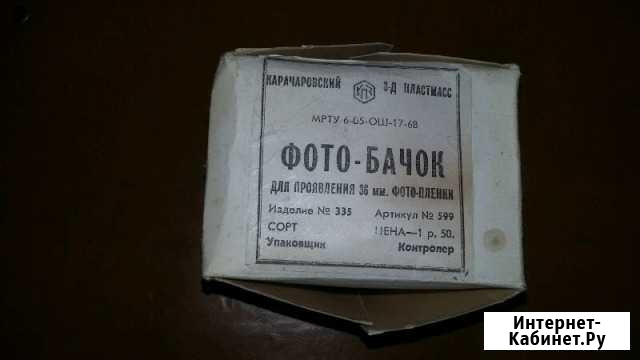 КАРАЧАРОВСКИЙ З-Д ПЛАСТМАСС
МРТУ 6-05-ОШ-17-68
ФОТО-БАЧОК
ДЛЯ ПРОЯВЛЕНИЯ 36 мм. ФОТО-ПЛЕНКИ
Изделие № 335 Артикул № 599
СОРТ ЦЕНА—1 р. 50.
Упаковщик Контролер
Интернет-
Кабинет.Ру